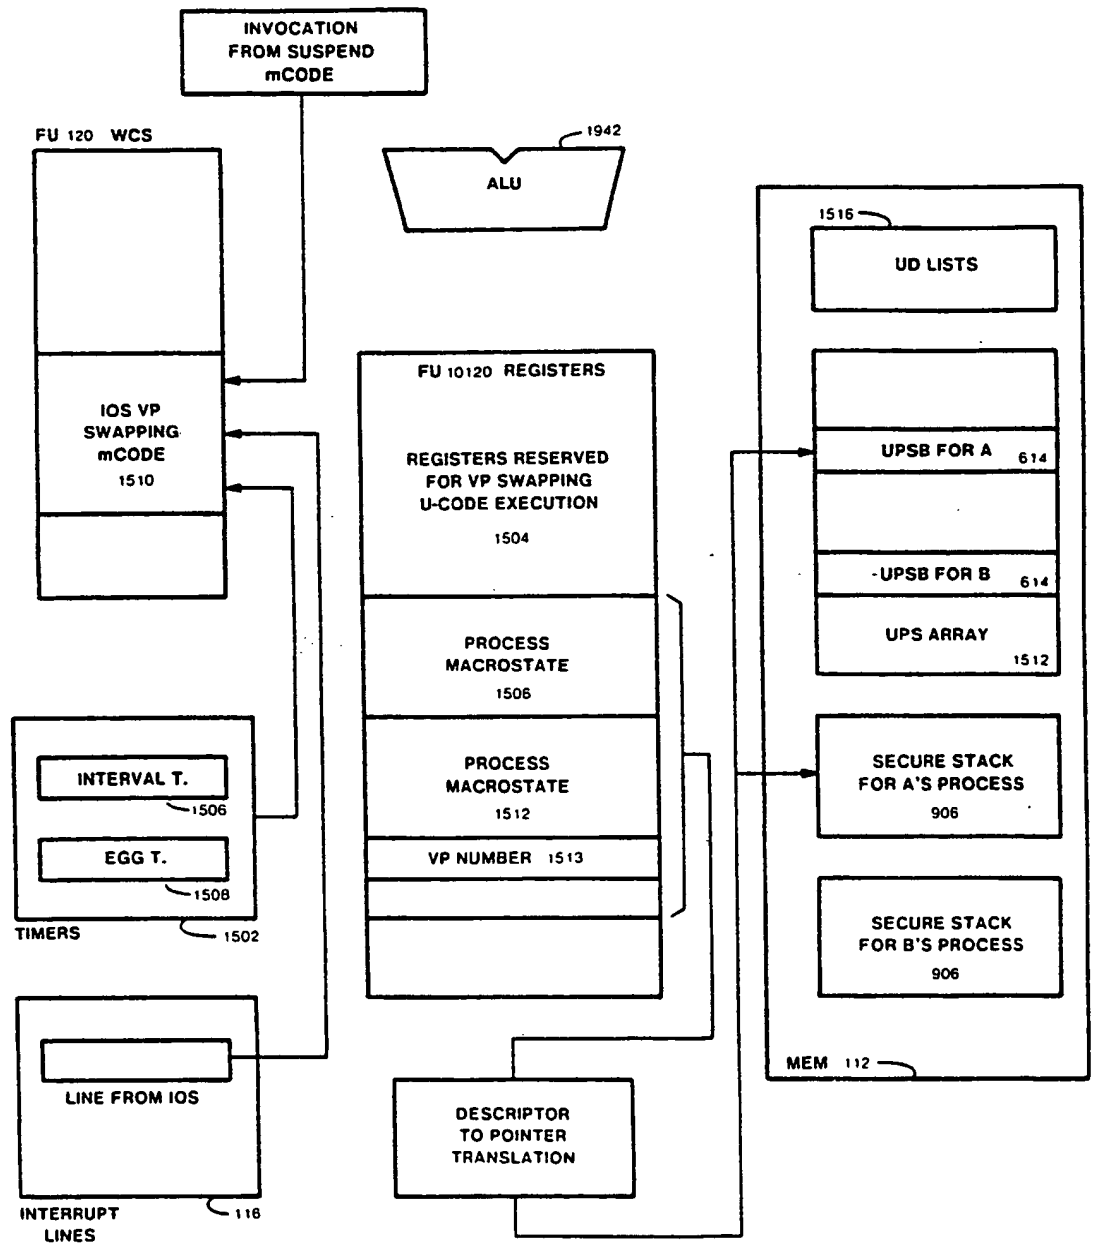 INVOCATION
FROM SUSPEND
mCODE
FU 120 WCS
1942
ALU
IOS VP
SWAPPING
mCODE
1510
FU 10120 REGISTERS
REGISTERS RESERVED
FOR VP SWAPPING
U-CODE EXECUTION
1504
PROCESS
MACROSTATE
1506
PROCESS
MACROSTATE
1512
VP NUMBER 1513
INTERVAL T.
1506
EGG T.
1508
TIMERS
1502
LINE FROM IOS
INTERRUPT
LINES
116
DESCRIPTOR
TO POINTER
TRANSLATION
1516
UD LISTS
UPSB FOR A 614
UPSB FOR B 614
UPS ARRAY
1512
SECURE STACK
FOR A'S PROCESS
906
SECURE STACK
FOR B'S PROCESS
906
MEM 112